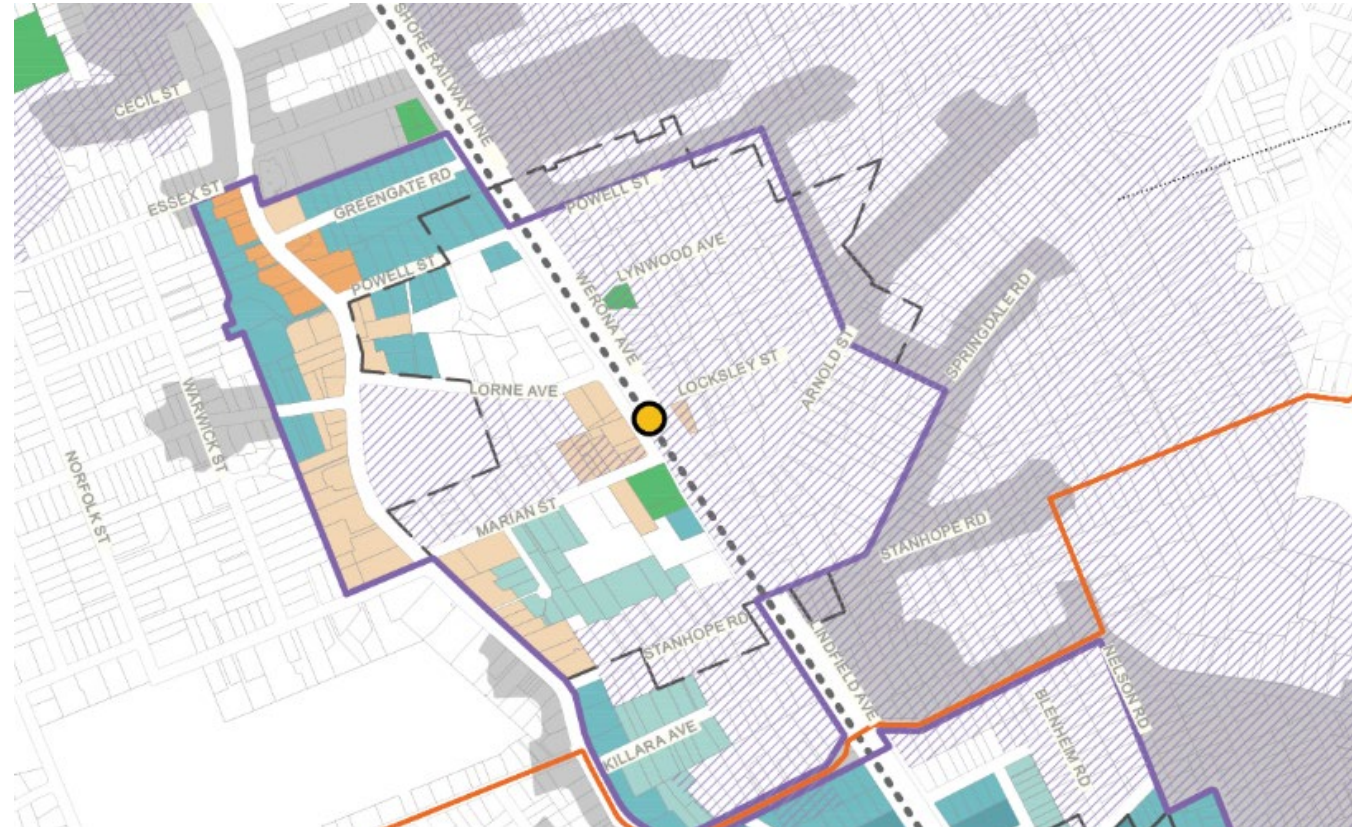 SHORE RAILWAY LINE
CECIL ST
ESSEX ST
GREENGATE RD
POWELL ST
POWELL ST
LYNWOOD AVE
WERONA AVE
SPRINGDALE RD
ARNOLD ST
LOCKSLEY ST
LORNE AVE
WARWICK ST
NORFOLK ST
MARIAN ST
STANHOPE RD
STANHOPE RD
LINDFIELD AVE
NELSON RD
BLENHEIM RD
KILLARA AVE